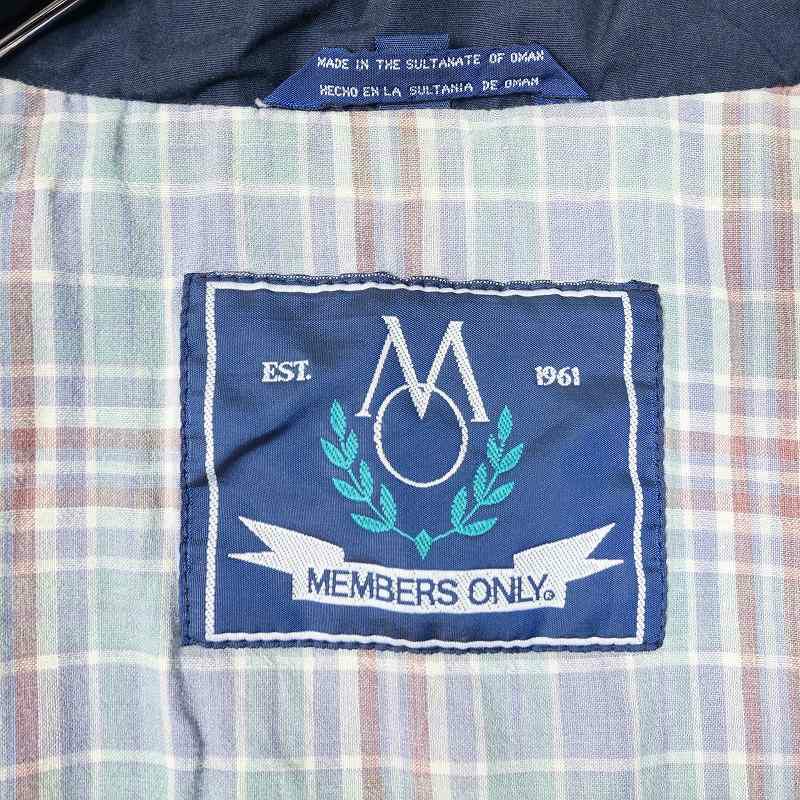 MADE IN THE SULTANATE OF OMAN
HECHO EN LA SULTANIA DE OMAN
MO
EST. 1961
MEMBERS ONLY®